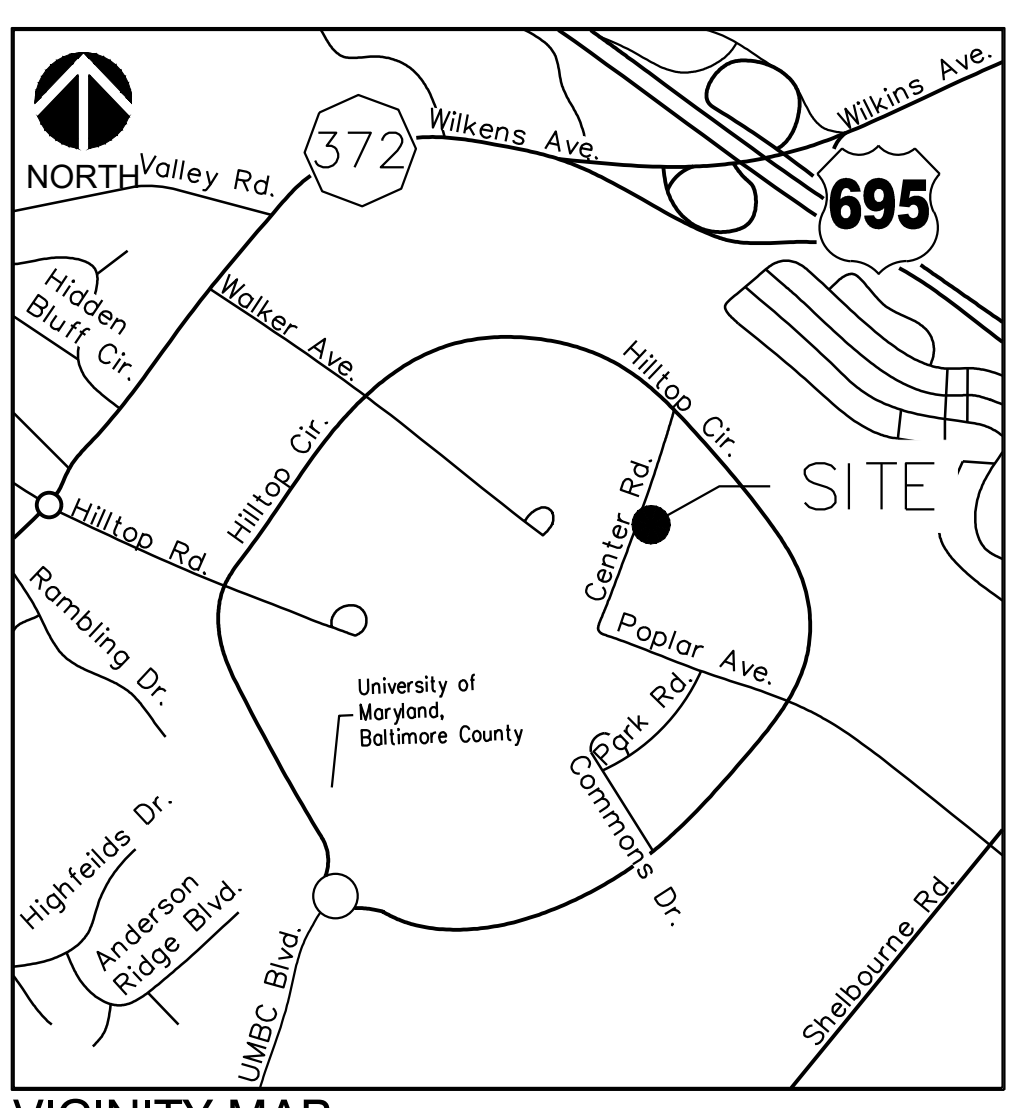 Wilkins Ave.
Wilkens Ave.
372
NORTH
Valley Rd.
695
Hidden
Bluff Cir.
Walker Ave.
Hilltop Cir.
Hilltop Cir.
Center Rd.
SITE
Hilltop Rd.
Rambling Dr.
Poplar Ave.
University of
Maryland,
Baltimore County
Park Rd.
Commons Dr.
Highfeilds Dr.
Anderson
Ridge Blvd.
UMBC Blvd.
Shelbourne Rd.
VICINITY MAP